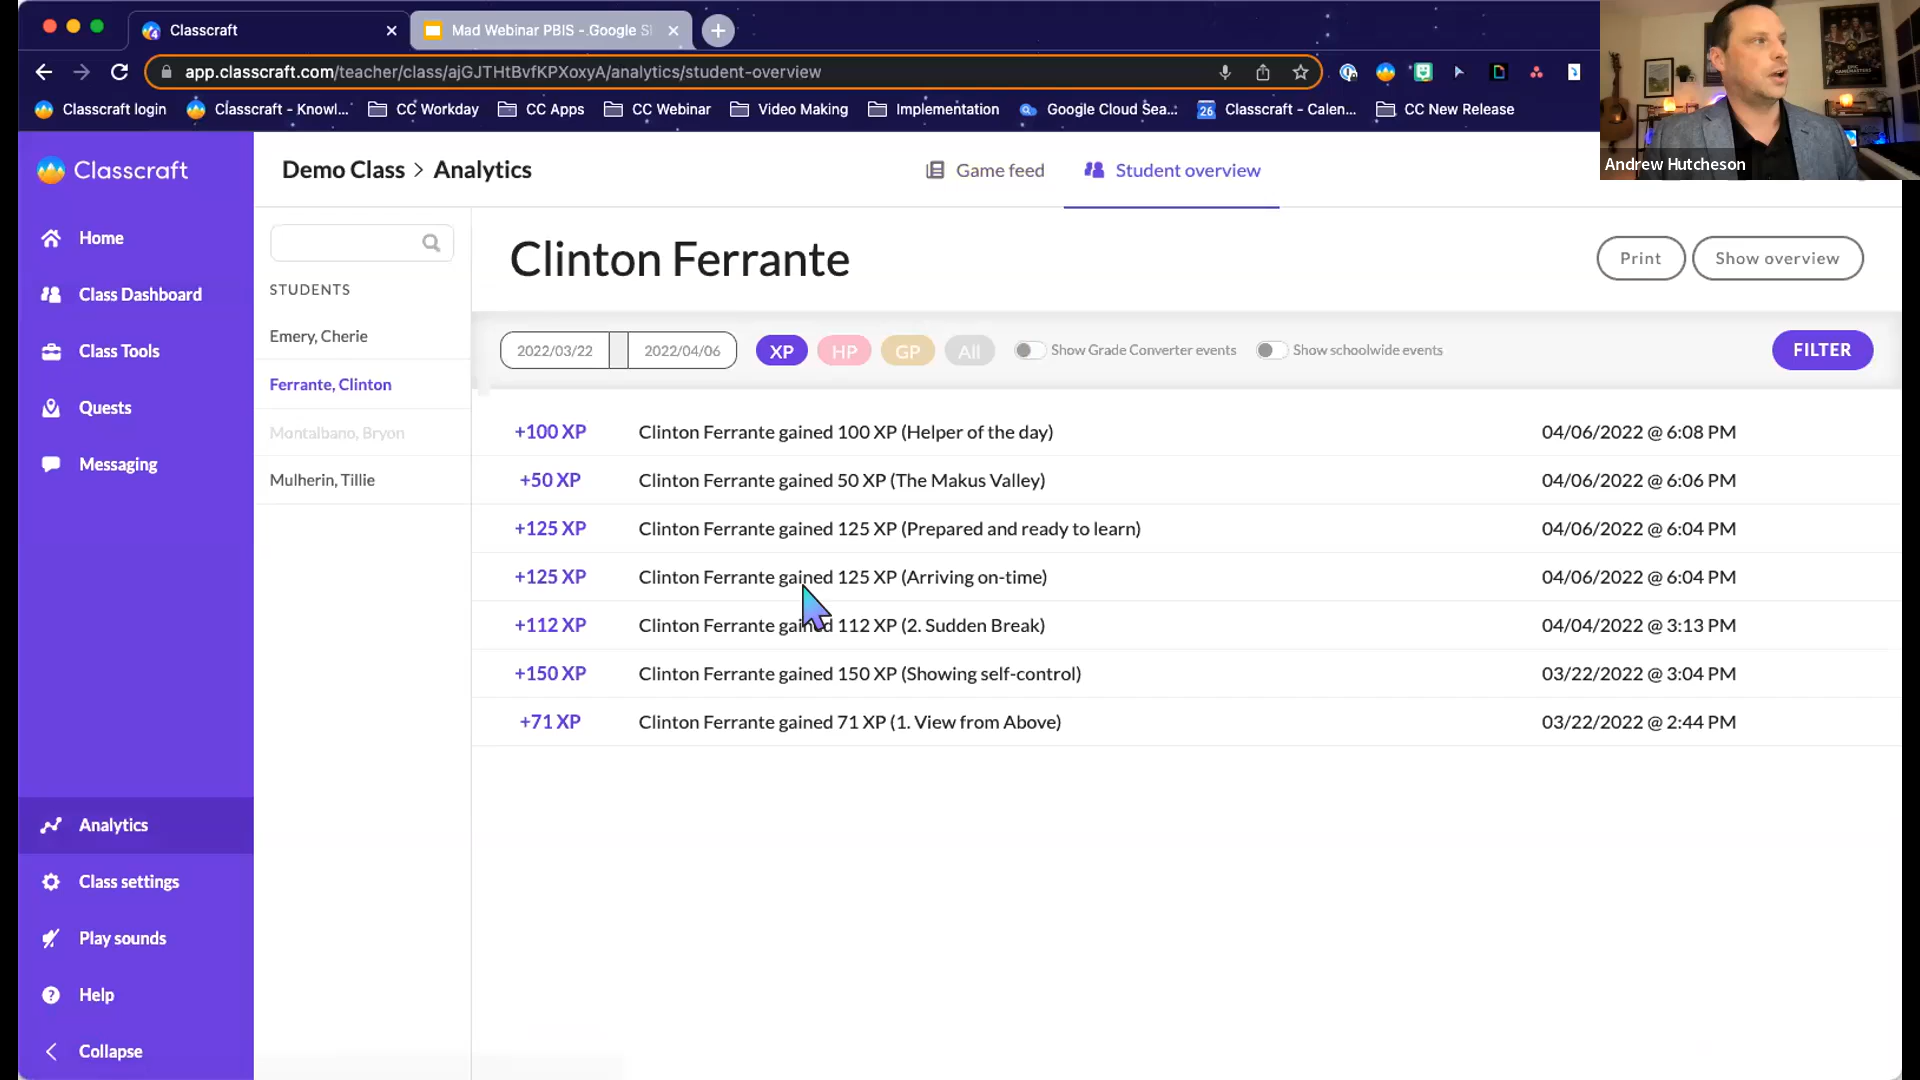 Classcraft
Mad Webinar PBIS - Google Sl
app.classcraft.com/teacher/class/ajGJTHtBvfKPXoxyA/analytics/student-overview
Classcraft login
Classcraft - Knowl...
CC Workday
CC Apps
CC Webinar
Video Making
Implementation
Google Cloud Sea...
26
Classcraft - Calen...
CC New Release
Andrew Hutcheson
Classcraft
Demo Class > Analytics
Game feed
Student overview
Home
Class Dashboard
Class Tools
Quests
Messaging
Analytics
Class settings
Play sounds
Help
Collapse
STUDENTS
Emery, Cherie
Ferrante, Clinton
Montalbano, Bryon
Mulherin, Tillie
Clinton Ferrante
Print
Show overview
2022/03/22
2022/04/06
XP
HP
GP
All
Show Grade Converter events
Show schoolwide events
FILTER
+100 XP Clinton Ferrante gained 100 XP (Helper of the day) 04/06/2022 @ 6:08 PM
+50 XP Clinton Ferrante gained 50 XP (The Makus Valley) 04/06/2022 @ 6:06 PM
+125 XP Clinton Ferrante gained 125 XP (Prepared and ready to learn) 04/06/2022 @ 6:04 PM
+125 XP Clinton Ferrante gained 125 XP (Arriving on-time) 04/06/2022 @ 6:04 PM
+112 XP Clinton Ferrante gained 112 XP (2. Sudden Break) 04/04/2022 @ 3:13 PM
+150 XP Clinton Ferrante gained 150 XP (Showing self-control) 03/22/2022 @ 3:04 PM
+71 XP Clinton Ferrante gained 71 XP (1. View from Above) 03/22/2022 @ 2:44 PM